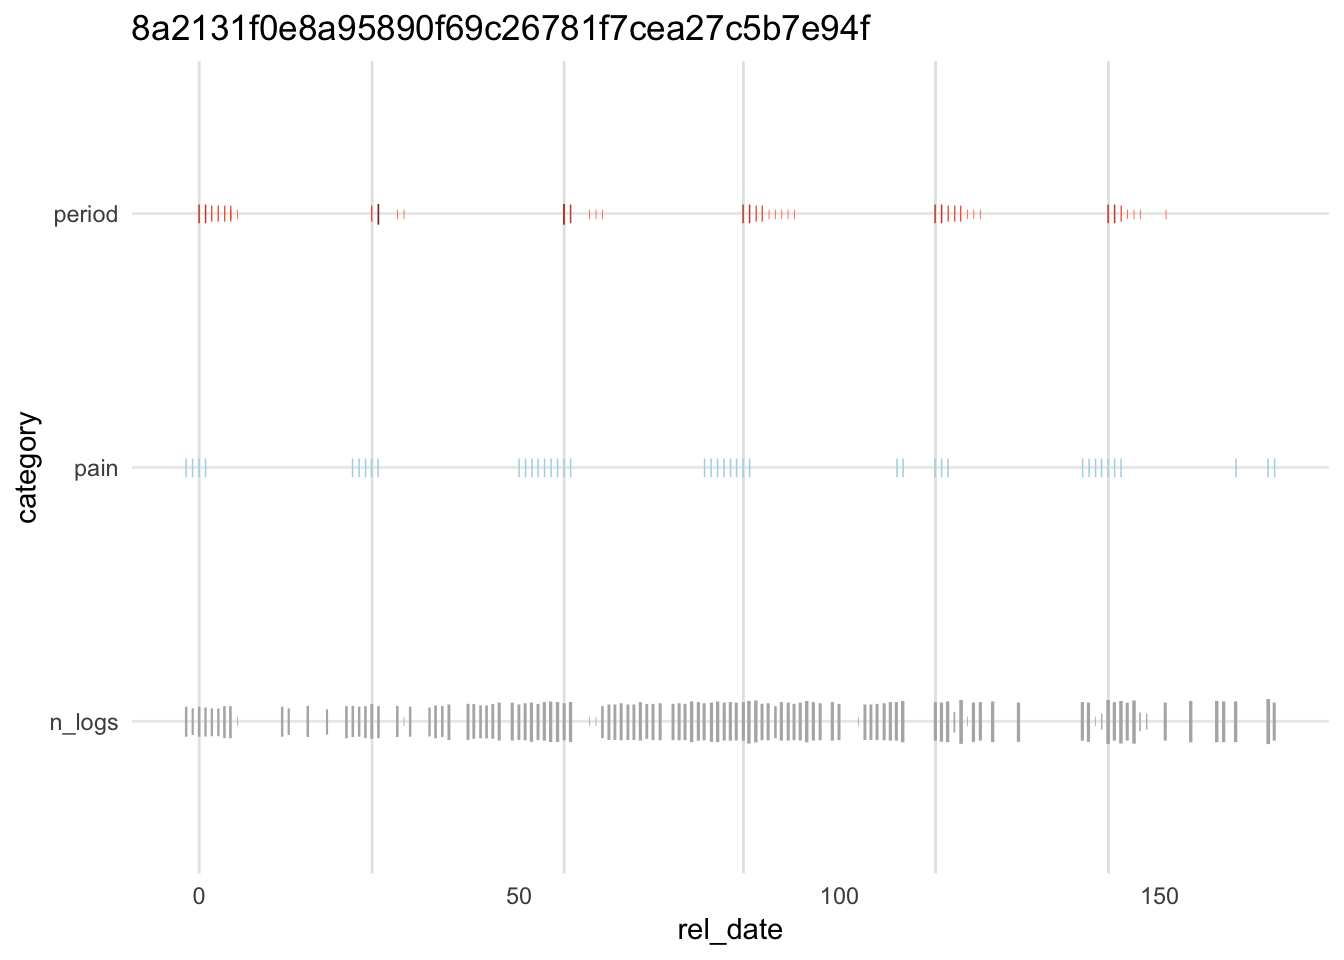 8a2131f0e8a95890f69c26781f7cea27c5b7e94f
period
pain
n_logs
category
0 50 100 150
rel_date